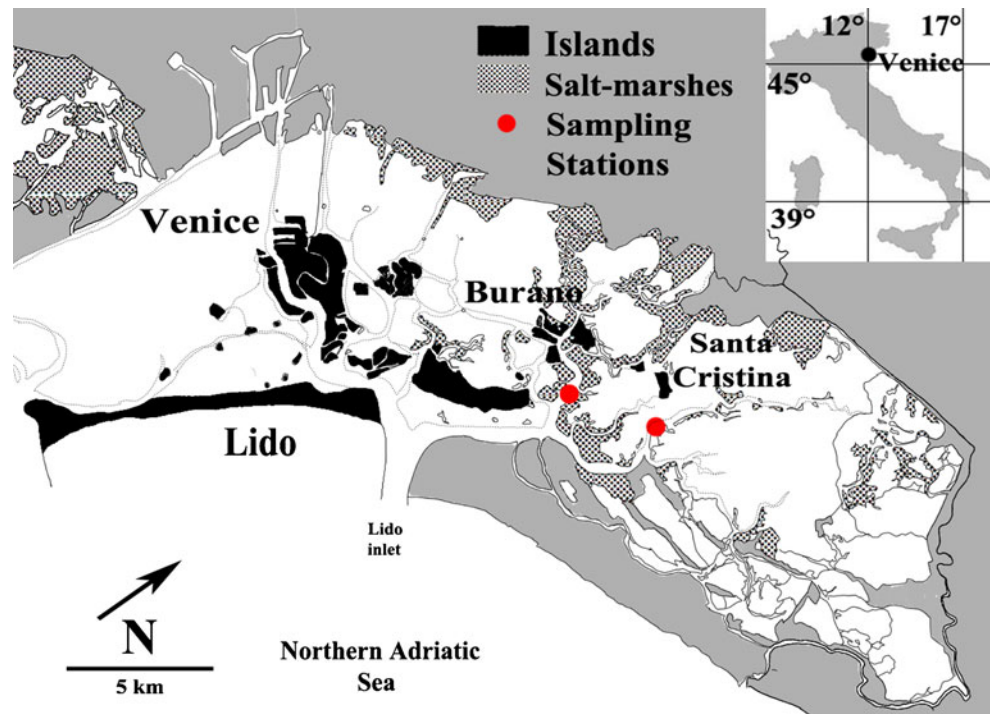 Islands
Salt-marshes
Sampling
Stations
12° 17°
Venice
45°
39°
Venice
Burano
Santa
Cristina
Lido
Lido
inlet
N
5 km
Northern Adriatic
Sea